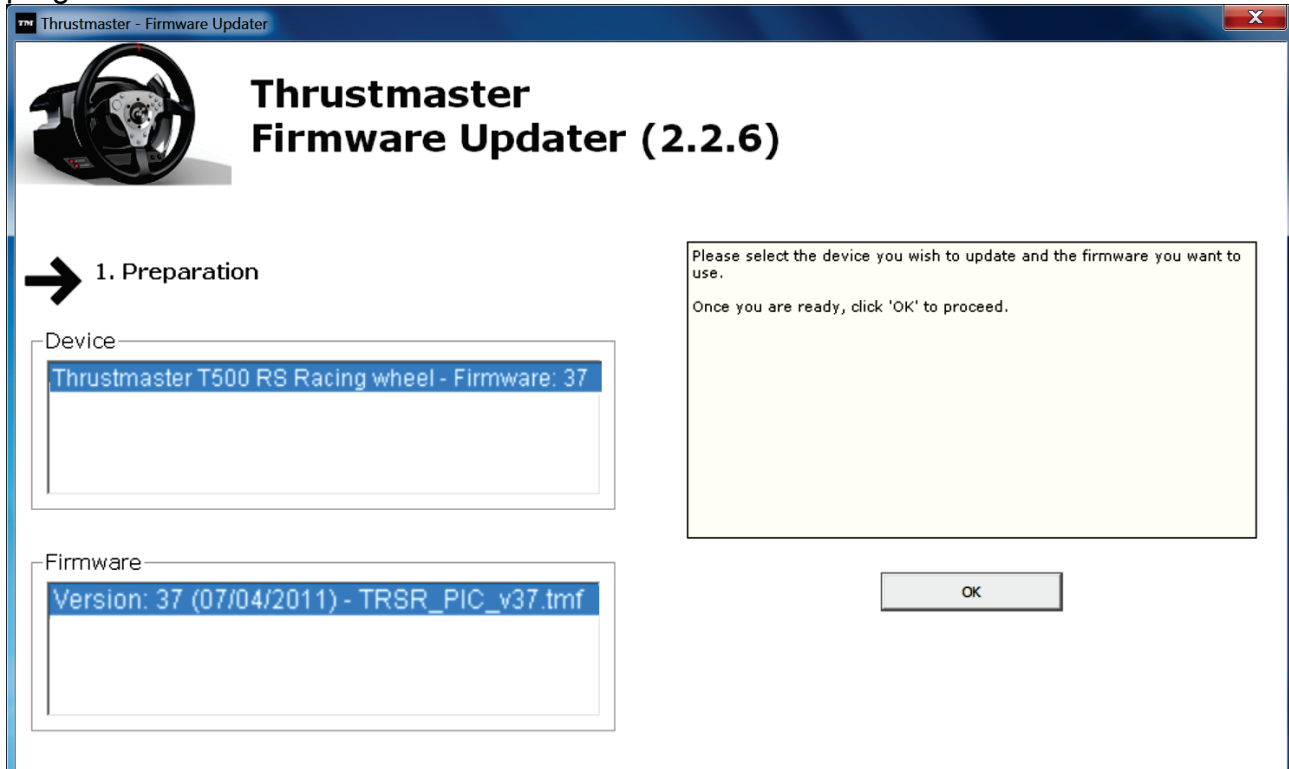 Thrustmaster - Firmware Updater
X
Thrustmaster
Firmware Updater (2.2.6)
1. Preparation
Please select the device you wish to update and the firmware you want to
use.
Once you are ready, click 'OK' to proceed.
Device
Thrustmaster T500 RS Racing wheel - Firmware: 37
Firmware
Version: 37 (07/04/2011) - TRSR_PIC_v37.tmf
OK